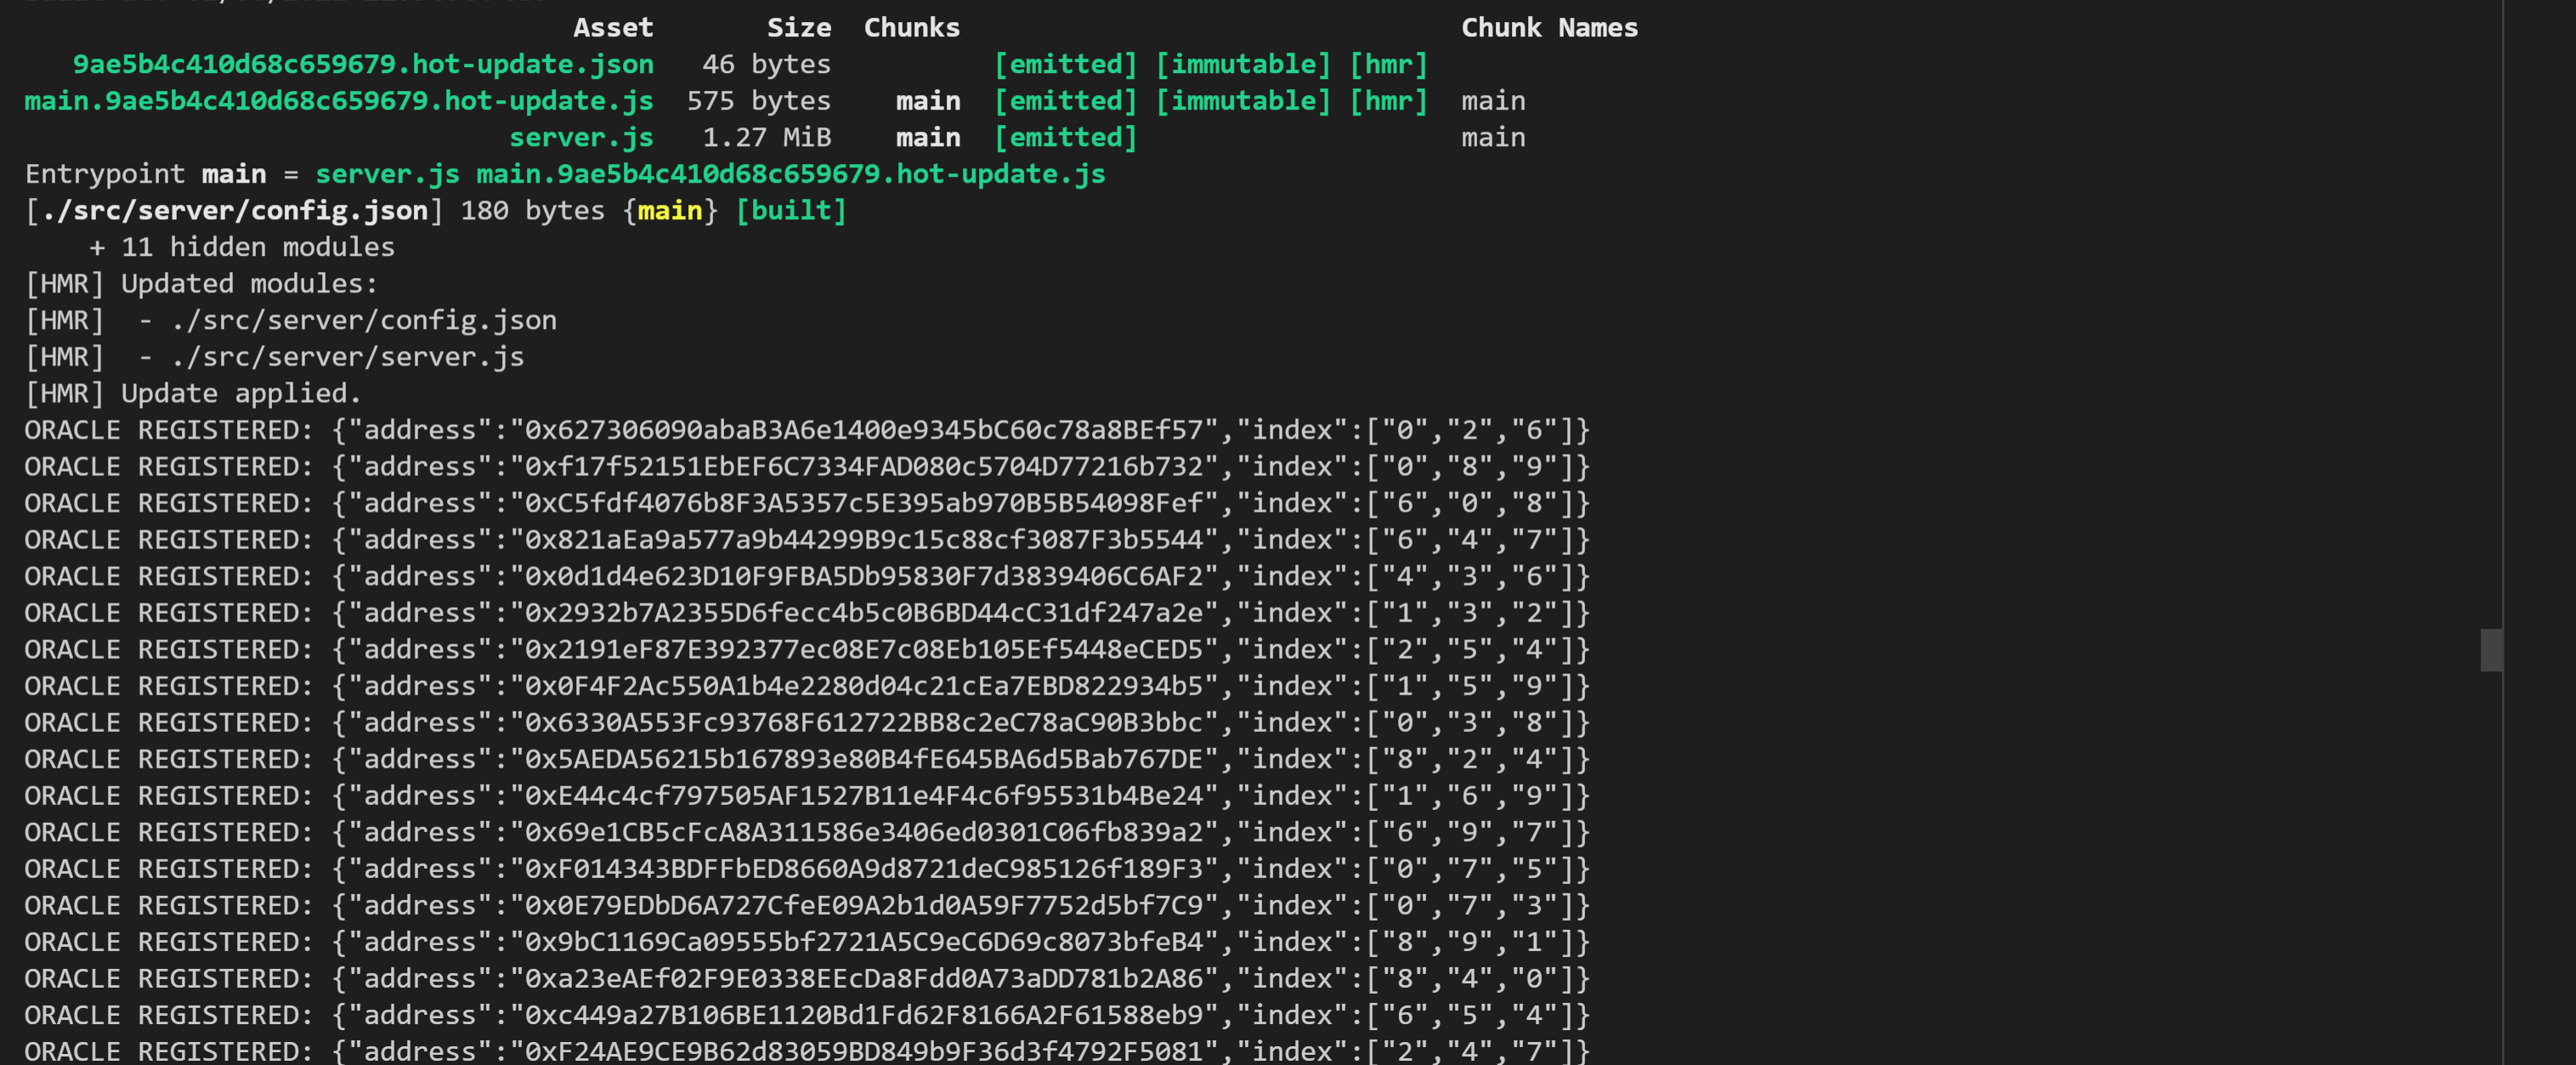 Asset Size Chunks Chunk Names
9ae5b4c410d68c659679.hot-update.json 46 bytes [emitted] [immutable] [hmr]
main.9ae5b4c410d68c659679.hot-update.js 575 bytes main [emitted] [immutable] [hmr] main
server.js 1.27 MiB main [emitted] main
Entrypoint main = server.js main.9ae5b4c410d68c659679.hot-update.js
[./src/server/config.json] 180 bytes {main} [built]
+ 11 hidden modules
[HMR] Updated modules:
[HMR]  - ./src/server/config.json
[HMR]  - ./src/server/server.js
[HMR] Update applied.
ORACLE REGISTERED: {"address":"0x627306090abaB3A6e1400e9345bC60c78a8BEf57","index":["0","2","6"]}
ORACLE REGISTERED: {"address":"0xf17f52151EbEF6C7334FAD080c5704D77216b732","index":["0","8","9"]}
ORACLE REGISTERED: {"address":"0xC5fdf4076b8F3A5357c5E395ab970B5B54098Fef","index":["6","0","8"]}
ORACLE REGISTERED: {"address":"0x821aEa9a577a9b44299B9c15c88cf3087F3b5544","index":["6","4","7"]}
ORACLE REGISTERED: {"address":"0x0d1d4e623D10F9FBA5Db95830F7d3839406C6AF2","index":["4","3","6"]}
ORACLE REGISTERED: {"address":"0x2932b7A2355D6fecc4b5c0B6BD44cC31df247a2e","index":["1","3","2"]}
ORACLE REGISTERED: {"address":"0x2191eF87E392377ec08E7c08Eb105Ef5448eCED5","index":["2","5","4"]}
ORACLE REGISTERED: {"address":"0x0F4F2Ac550A1b4e2280d04c21cEa7EBD822934b5","index":["1","5","9"]}
ORACLE REGISTERED: {"address":"0x6330A553Fc93768F612722BB8c2eC78aC90B3bbc","index":["0","3","8"]}
ORACLE REGISTERED: {"address":"0x5AEDA56215b167893e80B4fE645BA6d5Bab767DE","index":["8","2","4"]}
ORACLE REGISTERED: {"address":"0xE44c4cf797505AF1527B11e4F4c6f95531b4Be24","index":["1","6","9"]}
ORACLE REGISTERED: {"address":"0x69e1CB5cFcA8A311586e3406ed0301C06fb839a2","index":["6","9","7"]}
ORACLE REGISTERED: {"address":"0xF014343BDFFbED8660A9d8721deC985126f189F3","index":["0","7","5"]}
ORACLE REGISTERED: {"address":"0x0E79EDbD6A727CfeE09A2b1d0A59F7752d5bf7C9","index":["0","7","3"]}
ORACLE REGISTERED: {"address":"0x9bC1169Ca09555bf2721A5C9eC6D69c8073bfeB4","index":["8","9","1"]}
ORACLE REGISTERED: {"address":"0xa23eAEf02F9E0338EEcDa8Fdd0A73aDD781b2A86","index":["8","4","0"]}
ORACLE REGISTERED: {"address":"0xc449a27B106BE1120Bd1Fd62F8166A2F61588eb9","index":["6","5","4"]}
ORACLE REGISTERED: {"address":"0xF24AE9CE9B62d83059BD849b9F36d3f4792F5081","index":["2","4","7"]}